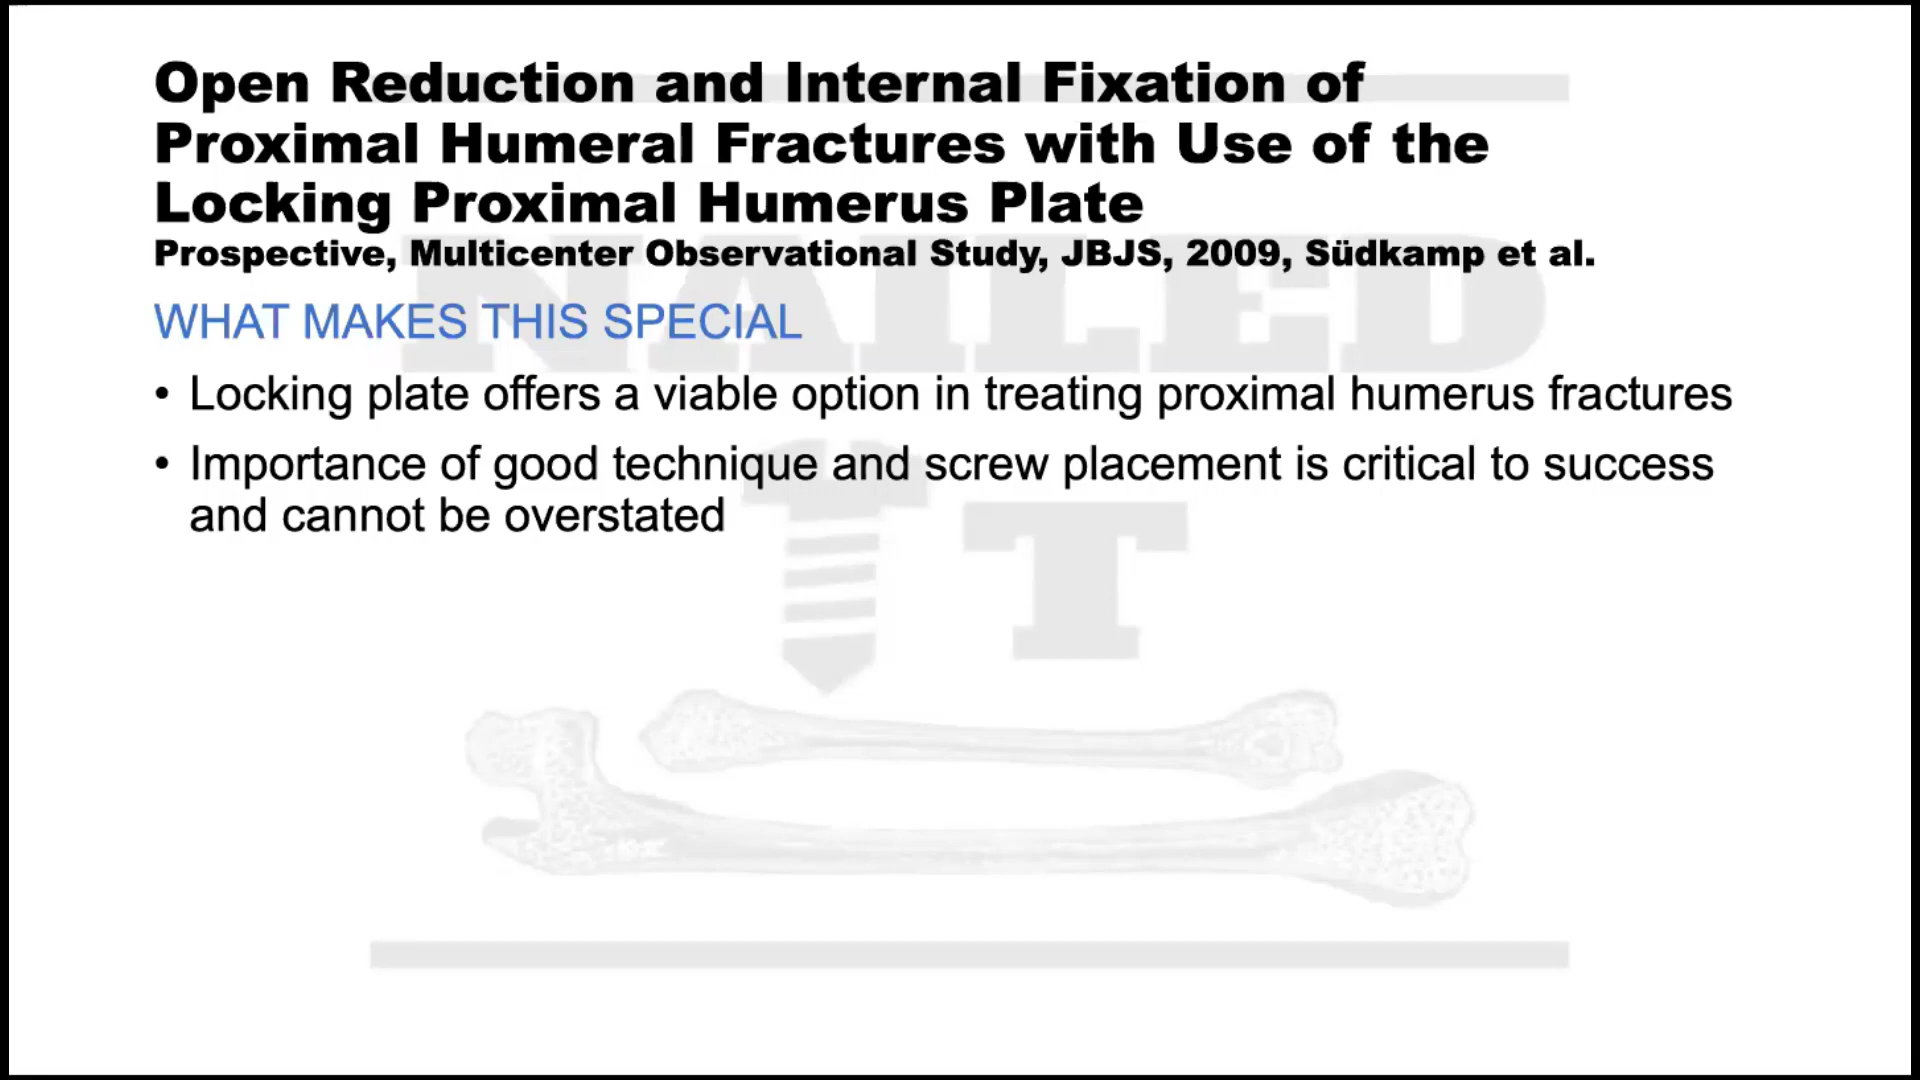 Open Reduction and Internal Fixation of
Proximal Humeral Fractures with Use of the
Locking Proximal Humerus Plate
Prospective, Multicenter Observational Study, JBJS, 2009, Südkamp et al.
WHAT MAKES THIS SPECIAL
• Locking plate offers a viable option in treating proximal humerus fractures
• Importance of good technique and screw placement is critical to success
and cannot be overstated
NAILED
IT